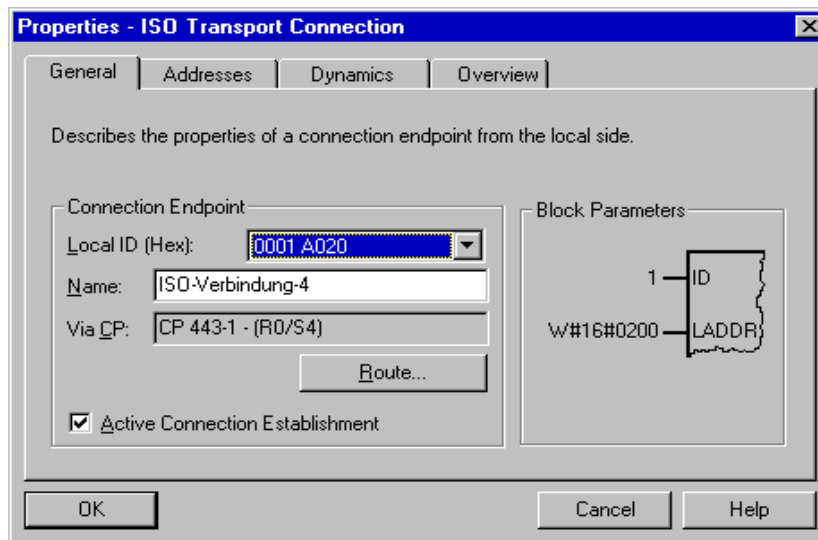 Properties - ISO Transport Connection
General Addresses Dynamics Overview
Describes the properties of a connection endpoint from the local side.
Connection Endpoint
Local ID (Hex): 0001 A020
Name: ISO-Verbindung-4
Via CP: CP 443-1 - (R0/S4)
Route...
Active Connection Establishment
Block Parameters
1 ID
W#16#0200 LADDR
OK Cancel Help